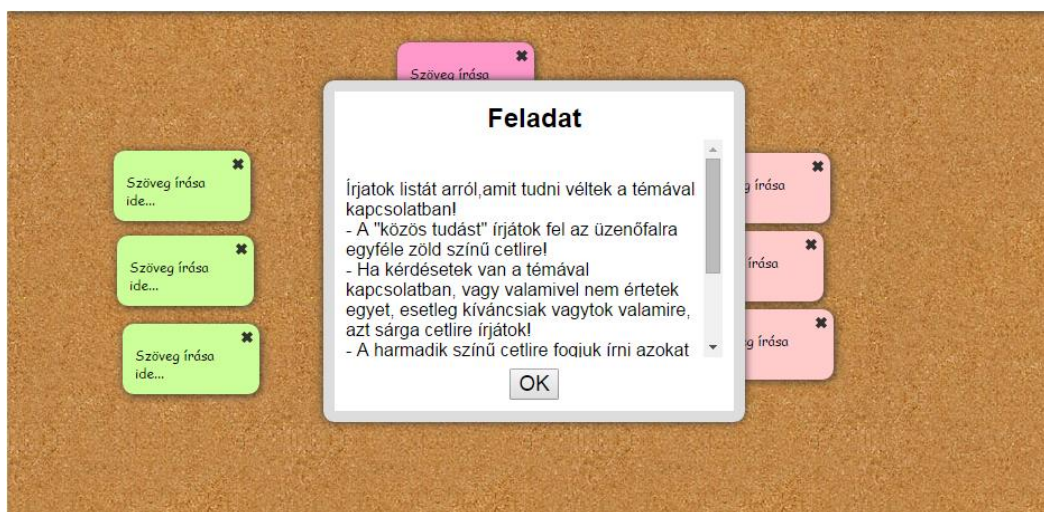 Szöveg írása
Feladat
Írjatok listát arról,amit tudni véltek a témával
kapcsolatban!
- A "közös tudást" írjátok fel az üzenőfalra
egyféle zöld színű cetlire!
- Ha kérdésetek van a témával
kapcsolatban, vagy valamivel nem értetek
egyet, esetleg kíváncsiak vagytok valamire,
azt sárga cetlire írjátok!
- A harmadik színű cetlire fogjuk írni azokat
OK
Szöveg írása
ide...
Szöveg írása
ide...
Szöveg írása
ide...
írása
írása
írása